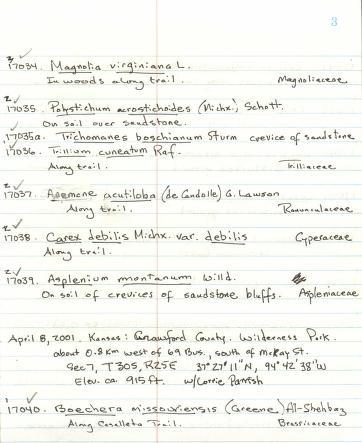 3
3 ✓
17034. Magnolia virginiana L.
In woods along trail. Magnoliaceae
2 ✓
17035. Polystichum acrostichoides (Michx.) Schott.
On soil over sandstone.
✓
17035a. Trichomanes boschianum Sturm crevice of sandstone
✓
17036. Trillium cuneatum Raf.
Along trail. Trilliaceae
2 ✓
17037. Anemone acutiloba (de Candolle) G. Lawson
Along trail. Ranunculaceae
2 ✓
17038. Carex debilis Michx. var. debilis Cyperaceae
Along trail.
2 ✓
17039. Asplenium montanum Willd.
On soil of crevices of sandstone bluffs. Aspleniaceae
April 8, 2001. Kansas: Crawford County. Wilderness Park.
about 0.8 km west of 69 Bus., south of McKay St.
Sec 7, T30S, R25E 37°27'11"N, 94°42'38"W
Elev. ca. 915 ft. w/ Lorrie Parrish
1 ✓
17040. Boechera missouriensis (Greene) Al-Shehbaz
Along Trail. Brassicaceae